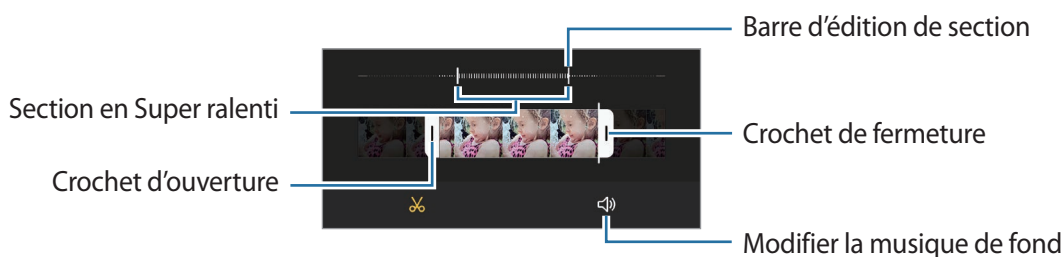 Barre d’édition de section
Section en Super ralenti
Crochet de fermeture
Crochet d’ouverture
Modifier la musique de fond